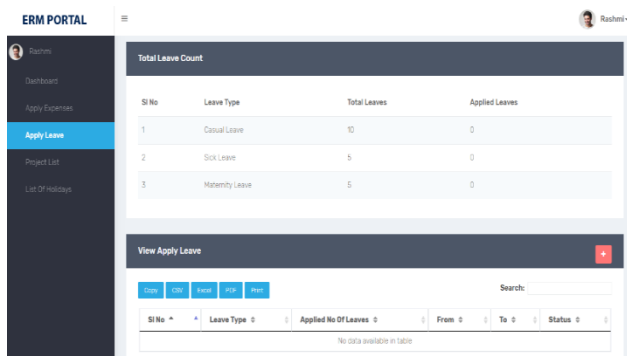 ERM PORTAL
Rashmi
Rashmi
Dashboard
Apply Expenses
Apply Leave
Project List
List Of Holidays
Total Leave Count
Sl No Leave Type Total Leaves Applied Leaves
1 Casual Leave 10 0
2 Sick Leave 5 0
3 Maternity Leave 5 0
View Apply Leave
+
Copy CSV Excel PDF Print
Search:
Sl No Leave Type Applied No Of Leaves From To Status
No data available in table